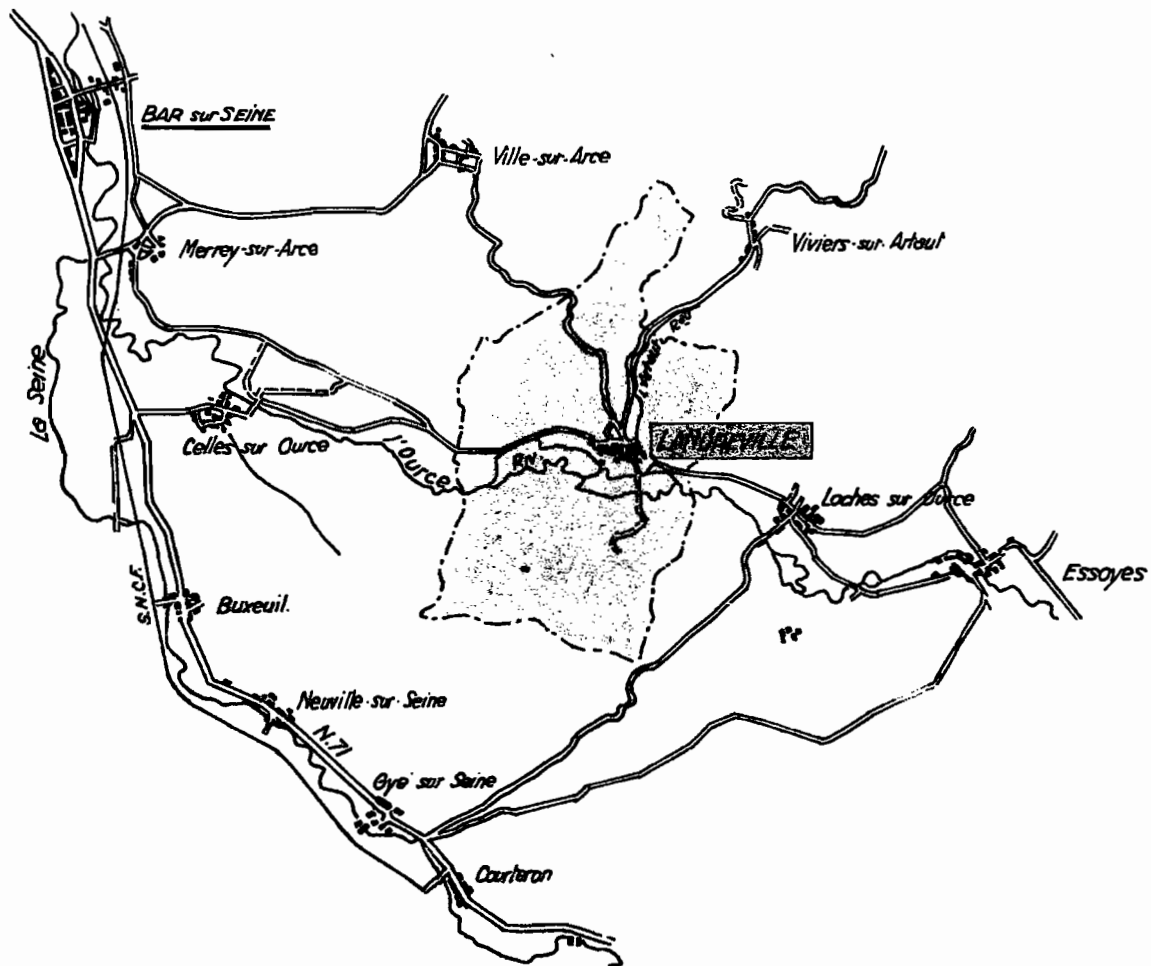 BAR sur SEINE
Ville-sur-Arce
Viviers-sur-Artaut
Merrey-sur-Arce
La Seine
Celles sur Ource
l'Ource
LANDREVILLE
Loches sur Ource
Essoyes
S.N.C.F.
Buxeuil.
Neuville-sur-Seine
N.71
Gyé sur Seine
Courteron